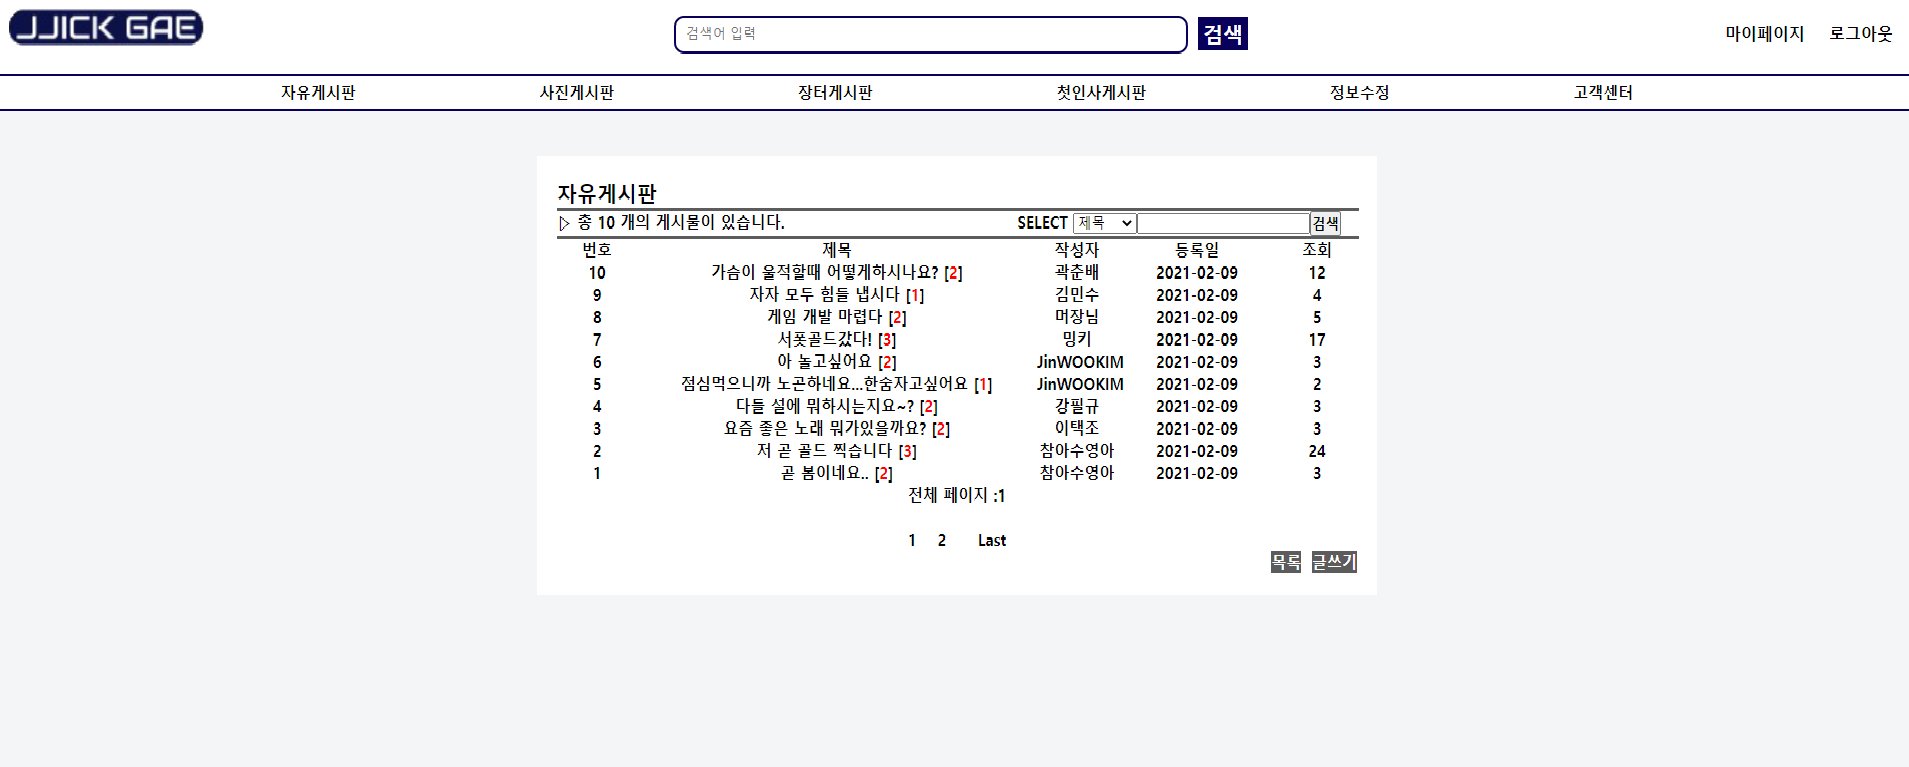 JJICK GAE 검색어 입력 검색 마이페이지 로그아웃
자유게시판 사진게시판 장터게시판 첫인사게시판 정보수정 고객센터
자유게시판
총 10 개의 게시물이 있습니다. SELECT 제목 검색
번호 제목 작성자 등록일 조회
10 가슴이 울적할때 어떻게하시나요? [2] 곽춘배 2021-02-09 12
9 자자 모두 힘들 냅시다 [1] 김민수 2021-02-09 4
8 게임 개발 마렵다 [2] 머장님 2021-02-09 5
7 서폿골드갔다! [3] 밍키 2021-02-09 17
6 아 놀고싶어요 [2] JinWOOKIM 2021-02-09 3
5 점심먹으니까 노곤하네요...한숨자고싶어요 [1] JinWOOKIM 2021-02-09 2
4 다들 설에 뭐하시는지요~? [2] 강필규 2021-02-09 3
3 요즘 좋은 노래 뭐가있을까요? [2] 이택조 2021-02-09 3
2 저 곧 골드 찍습니다 [3] 참아수영아 2021-02-09 24
1 곧 봄이네요.. [2] 참아수영아 2021-02-09 3
전체 페이지 :1
1 2 Last
목록 글쓰기